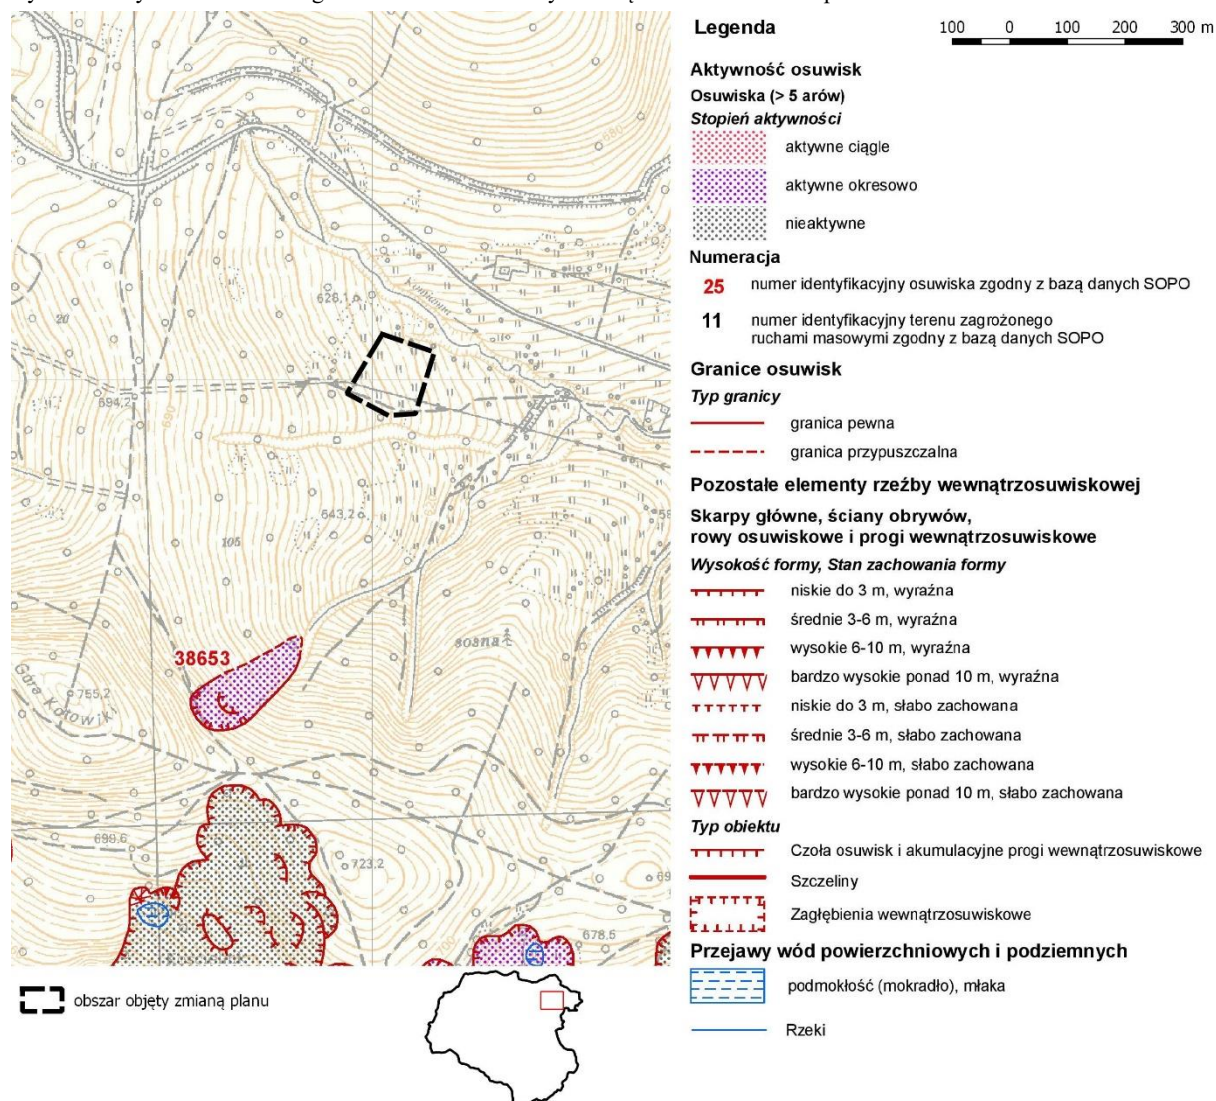 Legenda
100 0 100 200 300 m
Aktywność osuwisk
Osuwiska (> 5 arów)
Stopień aktywności
aktywne ciągle
aktywne okresowo
nieaktywne
Numeracja
25 numer identyfikacyjny osuwiska zgodny z bazą danych SOPO
11 numer identyfikacyjny terenu zagrożonego
ruchami masowymi zgodny z bazą danych SOPO
Granice osuwisk
Typ granicy
granica pewna
granica przypuszczalna
Pozostałe elementy rzeźby wewnątrzosuwiskowej
Skarpy główne, ściany obrywów,
rowy osuwiskowe i progi wewnątrzosuwiskowe
Wysokość formy, Stan zachowania formy
niskie do 3 m, wyraźna
średnie 3-6 m, wyraźna
wysokie 6-10 m, wyraźna
bardzo wysokie ponad 10 m, wyraźna
niskie do 3 m, słabo zachowana
średnie 3-6 m, słabo zachowana
wysokie 6-10 m, słabo zachowana
bardzo wysokie ponad 10 m, słabo zachowana
Typ obiektu
Czoła osuwisk i akumulacyjne progi wewnątrzosuwiskowe
Szczeliny
Zagłębienia wewnątrzosuwiskowe
Przejawy wód powierzchniowych i podziemnych
podmokłość (mokradło), młaka
Rzeki
680
628,1
20
694,2
690
643,2
105
sosna
38653
755,2
Góra Kotowiki
699,6
723,2
700
678,5
obszar objęty zmianą planu